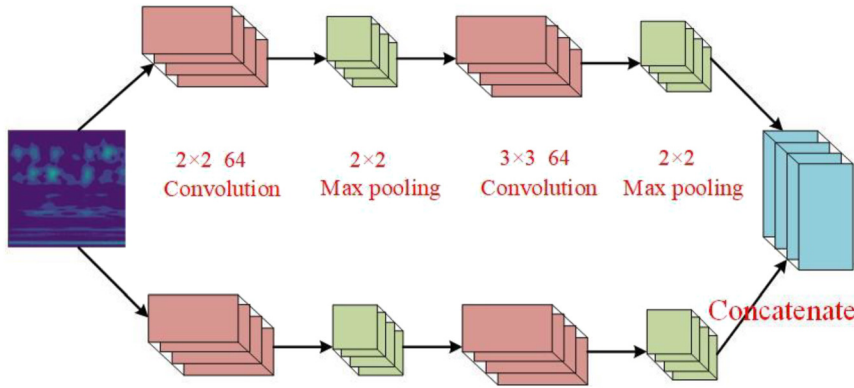 2×2 64
Convolution
2×2
Max pooling
3×3 64
Convolution
2×2
Max pooling
Concatenate